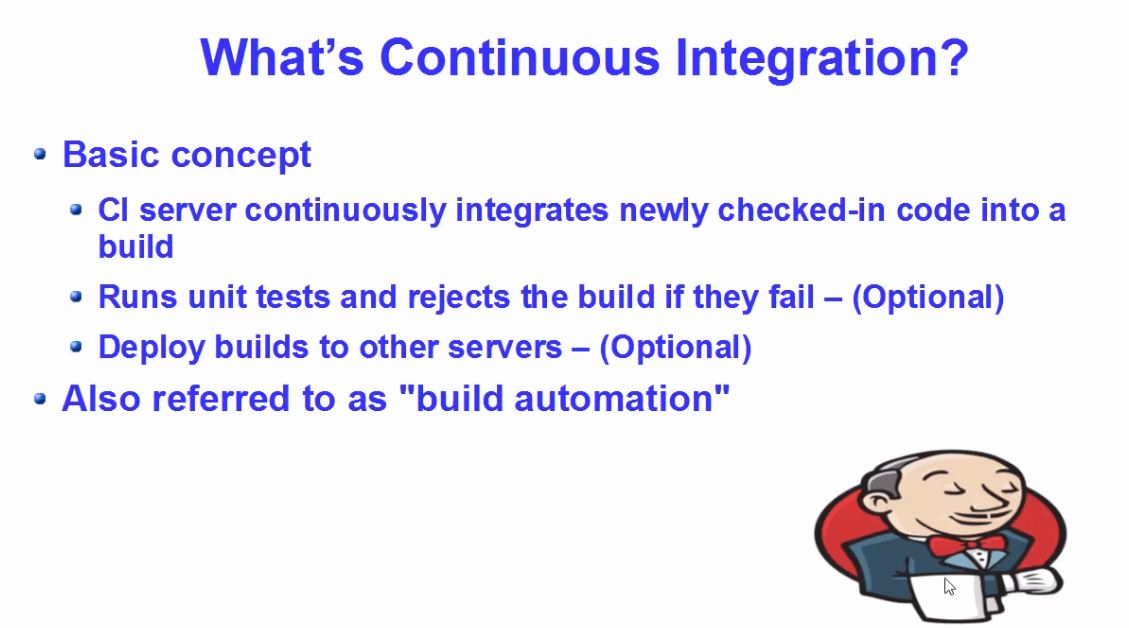 What’s Continuous Integration?
Basic concept
CI server continuously integrates newly checked-in code into a
build
Runs unit tests and rejects the build if they fail – (Optional)
Deploy builds to other servers – (Optional)
Also referred to as "build automation"